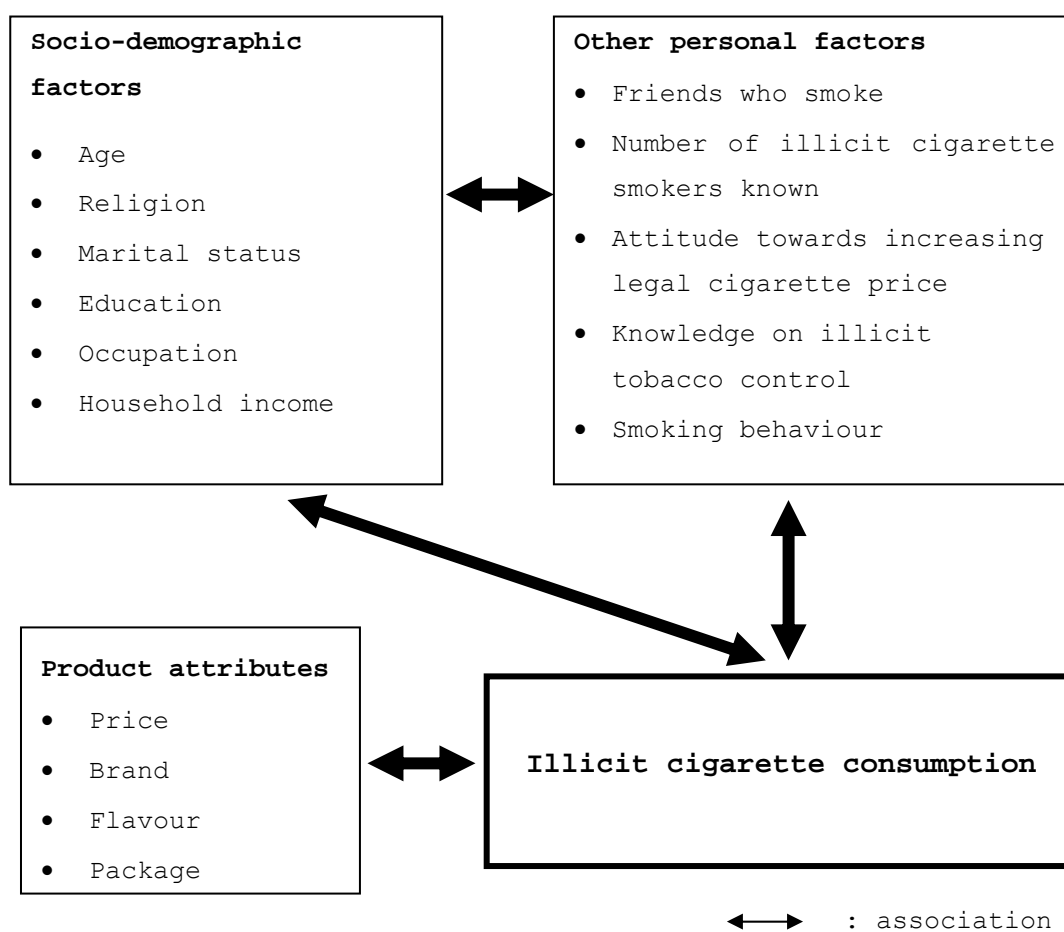 Socio-demographic
factors
• Age
• Religion
• Marital status
• Education
• Occupation
• Household income
Other personal factors
• Friends who smoke
• Number of illicit cigarette
smokers known
• Attitude towards increasing
legal cigarette price
• Knowledge on illicit
tobacco control
• Smoking behaviour
Product attributes
• Price
• Brand
• Flavour
• Package
Illicit cigarette consumption
: association